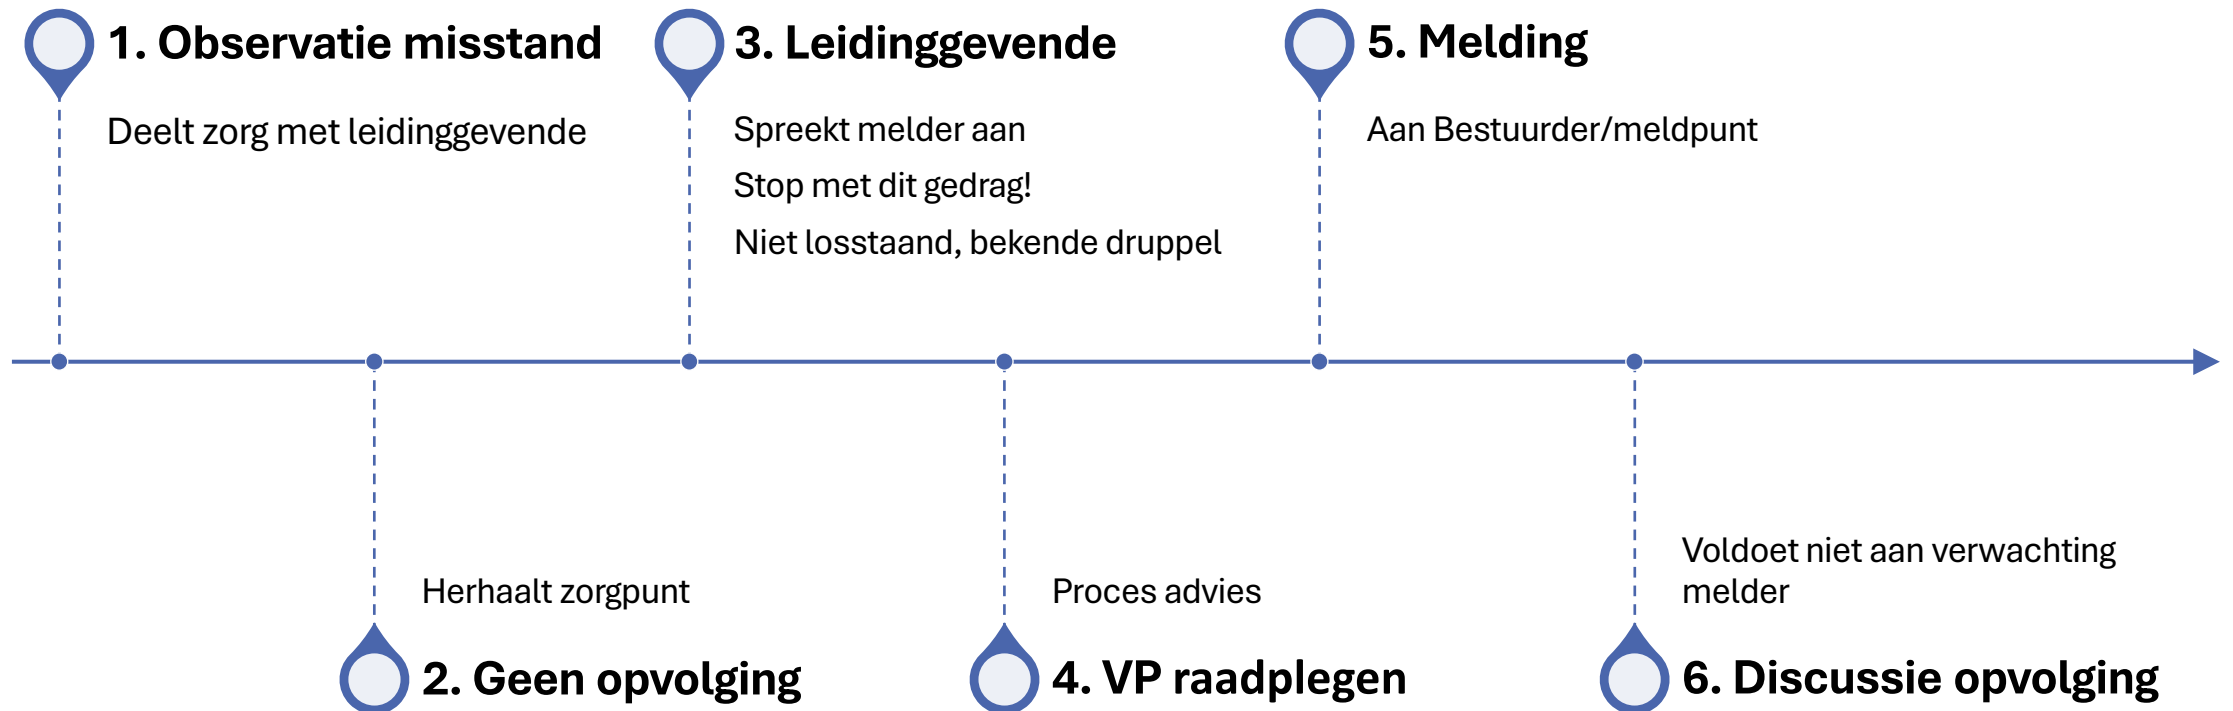 1. Observatie misstand
Deelt zorg met leidinggevende
Herhaalt zorgpunt
2. Geen opvolging
3. Leidinggevende
Spreekt melder aan
Stop met dit gedrag!
Niet losstaand, bekende druppel
Proces advies
4. VP raadplegen
5. Melding
Aan Bestuurder/meldpunt
Voldoet niet aan verwachting
melder
6. Discussie opvolging